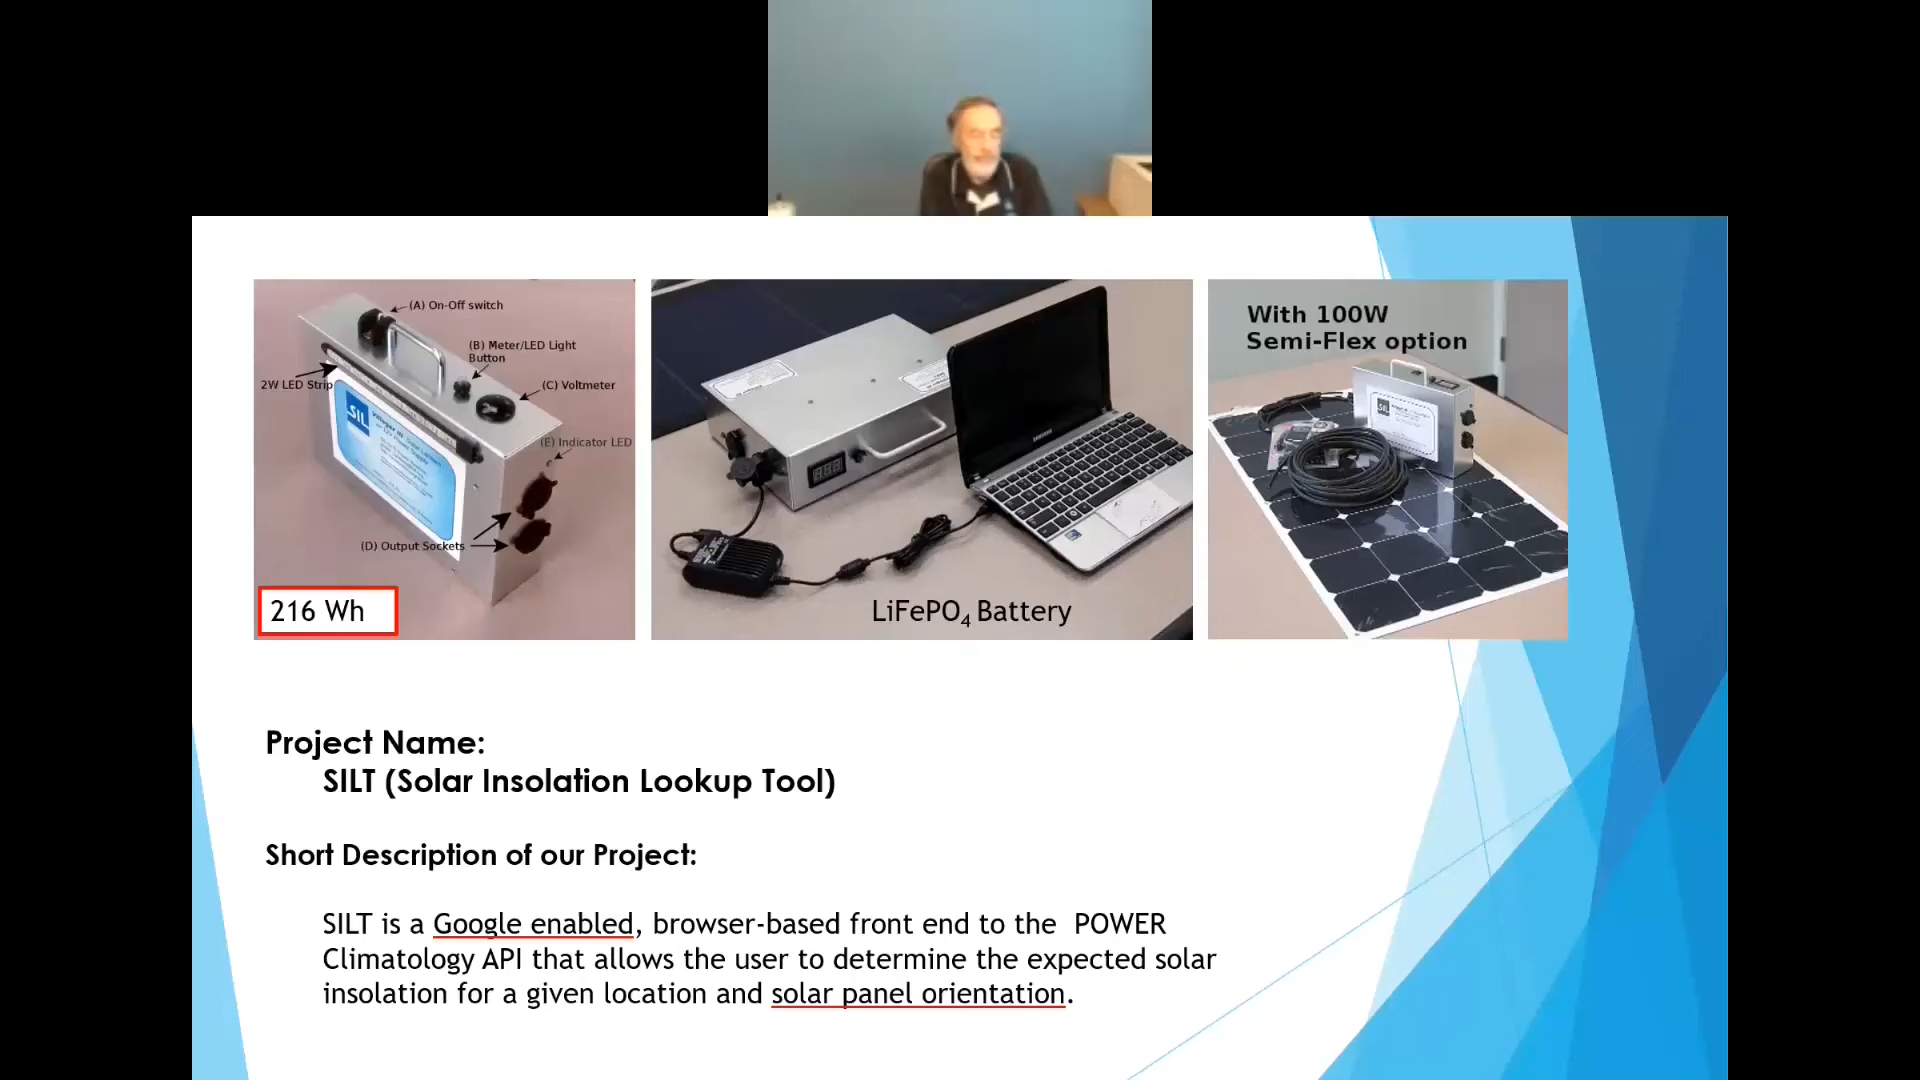 (A) On-Off switch
(B) Meter/LED Light
Button
2W LED Strip
(C) Voltmeter
(E) Indicator LED
(D) Output Sockets
SIL
216 Wh
SAMSUNG
LiFePO4 Battery
With 100W
Semi-Flex option
SIL
Project Name:
SILT (Solar Insolation Lookup Tool)
Short Description of our Project:
SILT is a Google enabled, browser-based front end to the POWER
Climatology API that allows the user to determine the expected solar
insolation for a given location and solar panel orientation.